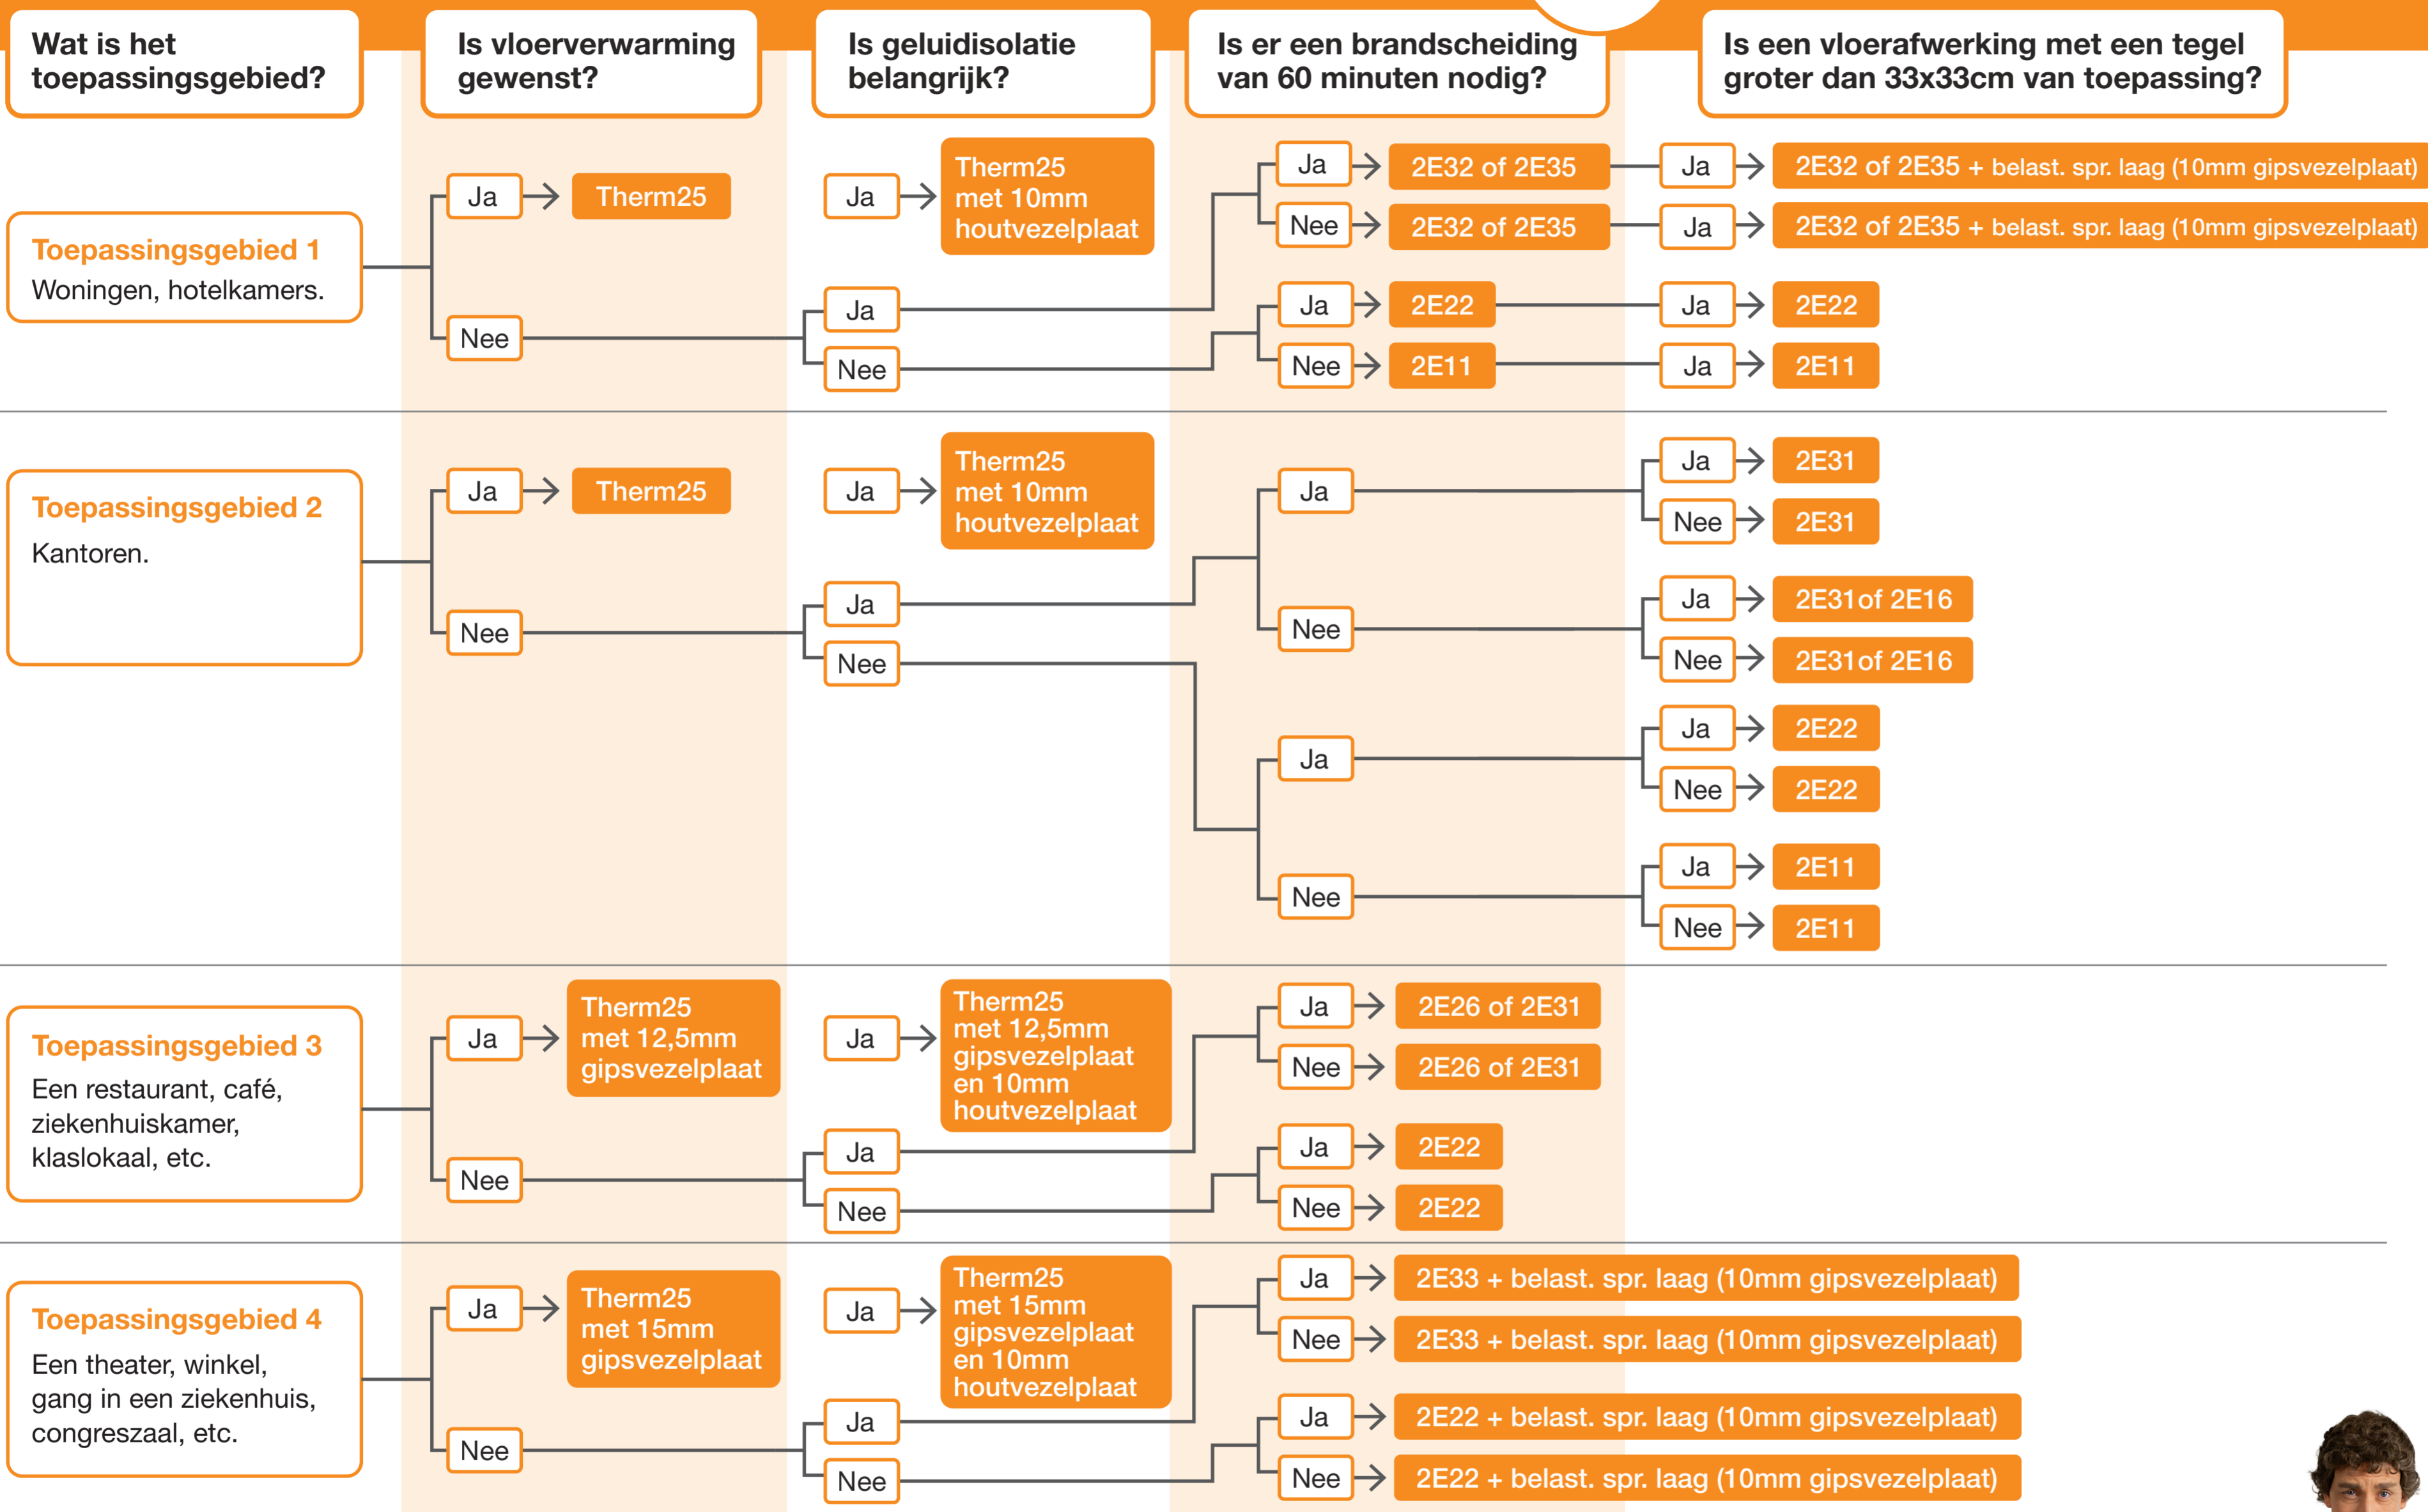 Wat is het
toepassingsgebied?
Is vloerverwarming
gewenst?
Is geluidisolatie
belangrijk?
Is er een brandscheiding
van 60 minuten nodig?
Is een vloerafwerking met een tegel
groter dan 33x33cm van toepassing?
Toepassingsgebied 1
Woningen, hotelkamers.
Ja
Therm25
Nee
Ja
Therm25
met 10mm
houtvezelplaat
Ja
Nee
Ja
2E32 of 2E35
Ja
2E32 of 2E35 + belast. spr. laag (10mm gipsvezelplaat)
Nee
2E32 of 2E35
Ja
2E32 of 2E35 + belast. spr. laag (10mm gipsvezelplaat)
Ja
2E22
Ja
2E22
Nee
2E11
Ja
2E11
Toepassingsgebied 2
Kantoren.
Ja
Therm25
Nee
Ja
Therm25
met 10mm
houtvezelplaat
Ja
Nee
Ja
Ja
2E31
Nee
2E31
Nee
Ja
2E31of 2E16
Nee
2E31of 2E16
Ja
Ja
2E22
Nee
2E22
Nee
Ja
2E11
Nee
2E11
Toepassingsgebied 3
Een restaurant, café,
ziekenhuiskamer,
klaslokaal, etc.
Ja
Therm25
met 12,5mm
gipsvezelplaat
Nee
Ja
Therm25
met 12,5mm
gipsvezelplaat
en 10mm
houtvezelplaat
Ja
Nee
Ja
2E26 of 2E31
Nee
2E26 of 2E31
Ja
2E22
Nee
2E22
Toepassingsgebied 4
Een theater, winkel,
gang in een ziekenhuis,
congreszaal, etc.
Ja
Therm25
met 15mm
gipsvezelplaat
Nee
Ja
Therm25
met 15mm
gipsvezelplaat
en 10mm
houtvezelplaat
Ja
Nee
Ja
2E33 + belast. spr. laag (10mm gipsvezelplaat)
Nee
2E33 + belast. spr. laag (10mm gipsvezelplaat)
Ja
2E22 + belast. spr. laag (10mm gipsvezelplaat)
Nee
2E22 + belast. spr. laag (10mm gipsvezelplaat)